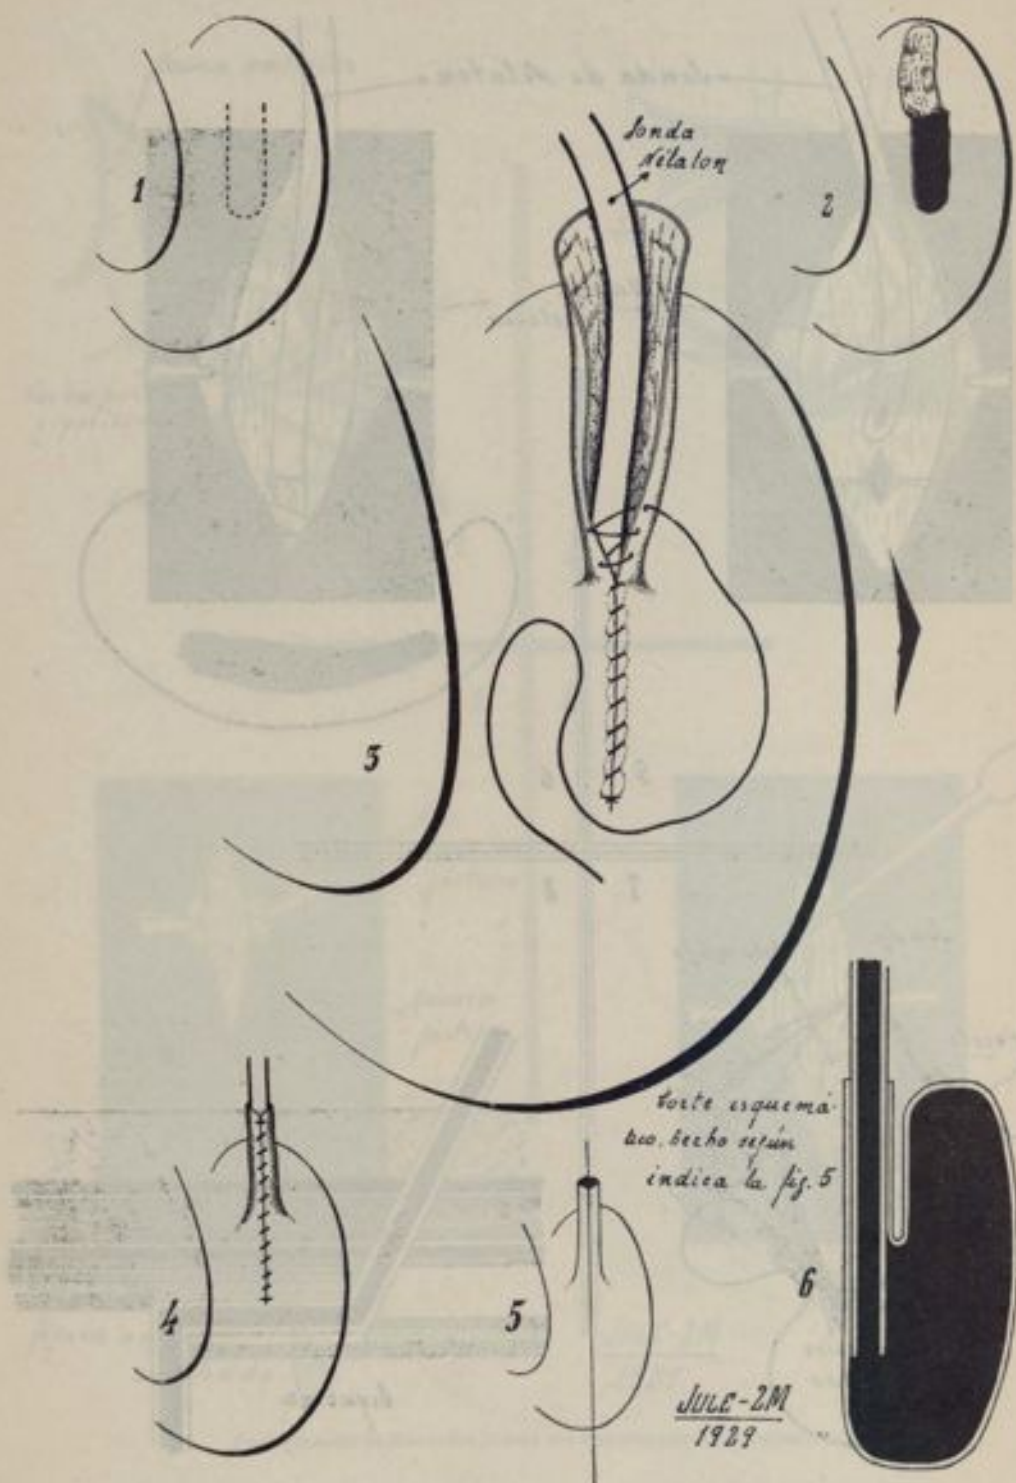 1
Sonda
Nélaton
2
3
Corte esquemá-
tico, hecho según
indica la fig. 5
4
5
6
JULE-ZM
1929